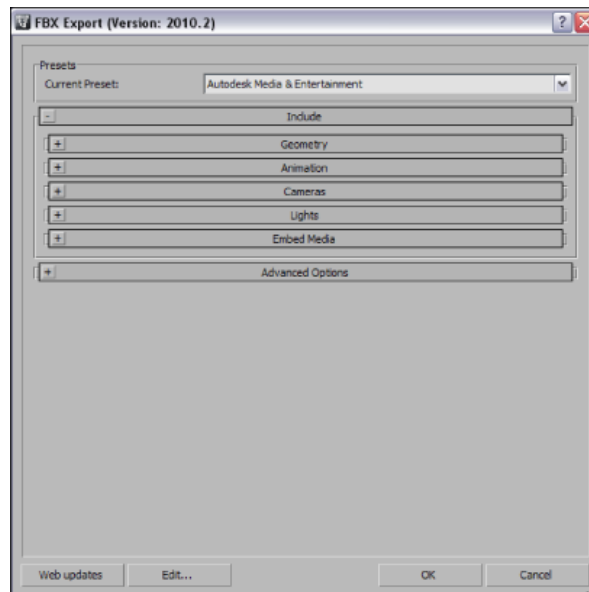 FBX Export (Version: 2010.2)
Presets
Current Preset: Autodesk Media & Entertainment
- Include
+ Geometry
+ Animation
+ Cameras
+ Lights
+ Embed Media
+ Advanced Options
Web updates Edit... OK Cancel